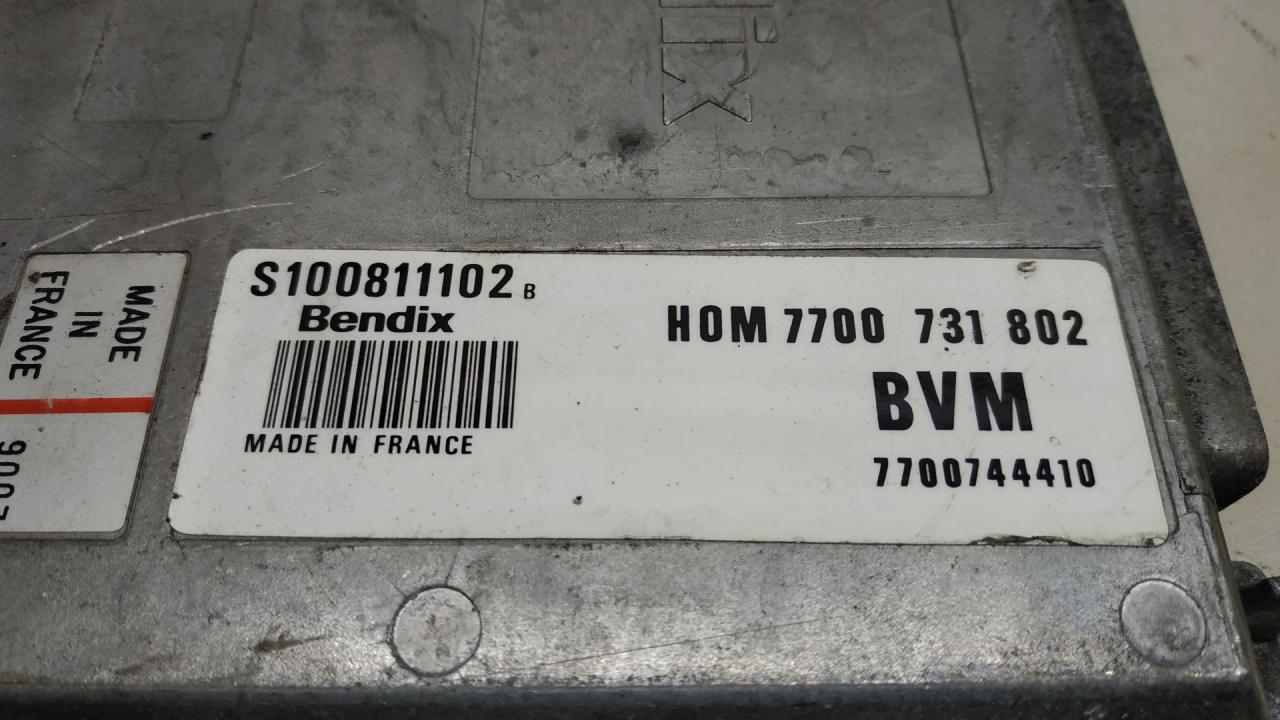 S100811102 B
Bendix
MADE IN FRANCE
HOM 7700 731 802
BVM
7700744410
MADE
IN
FRANCE